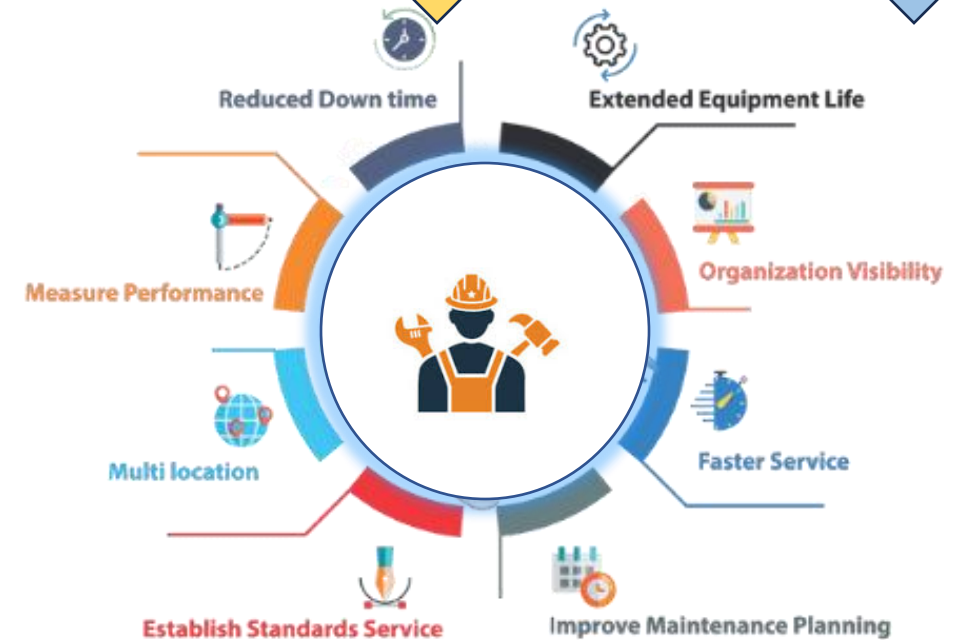 Reduced Down time
Extended Equipment Life
Measure Performance
Organization Visibility
Multi location
Faster Service
Establish Standards Service
Improve Maintenance Planning